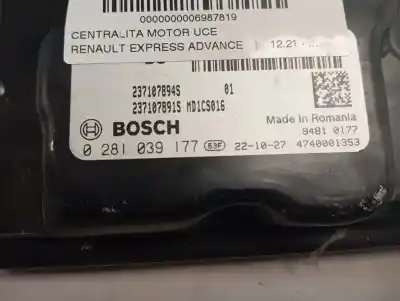 0000000006987819
CENTRALITA MOTOR UCE
RENAULT EXPRESS ADVANCE | 12.21 - ...
237107894S 01
237107891S MD1CS016
BOSCH
Made in Romania
9481 0177
0 281 039 177 63F 22-10-27 4740001353